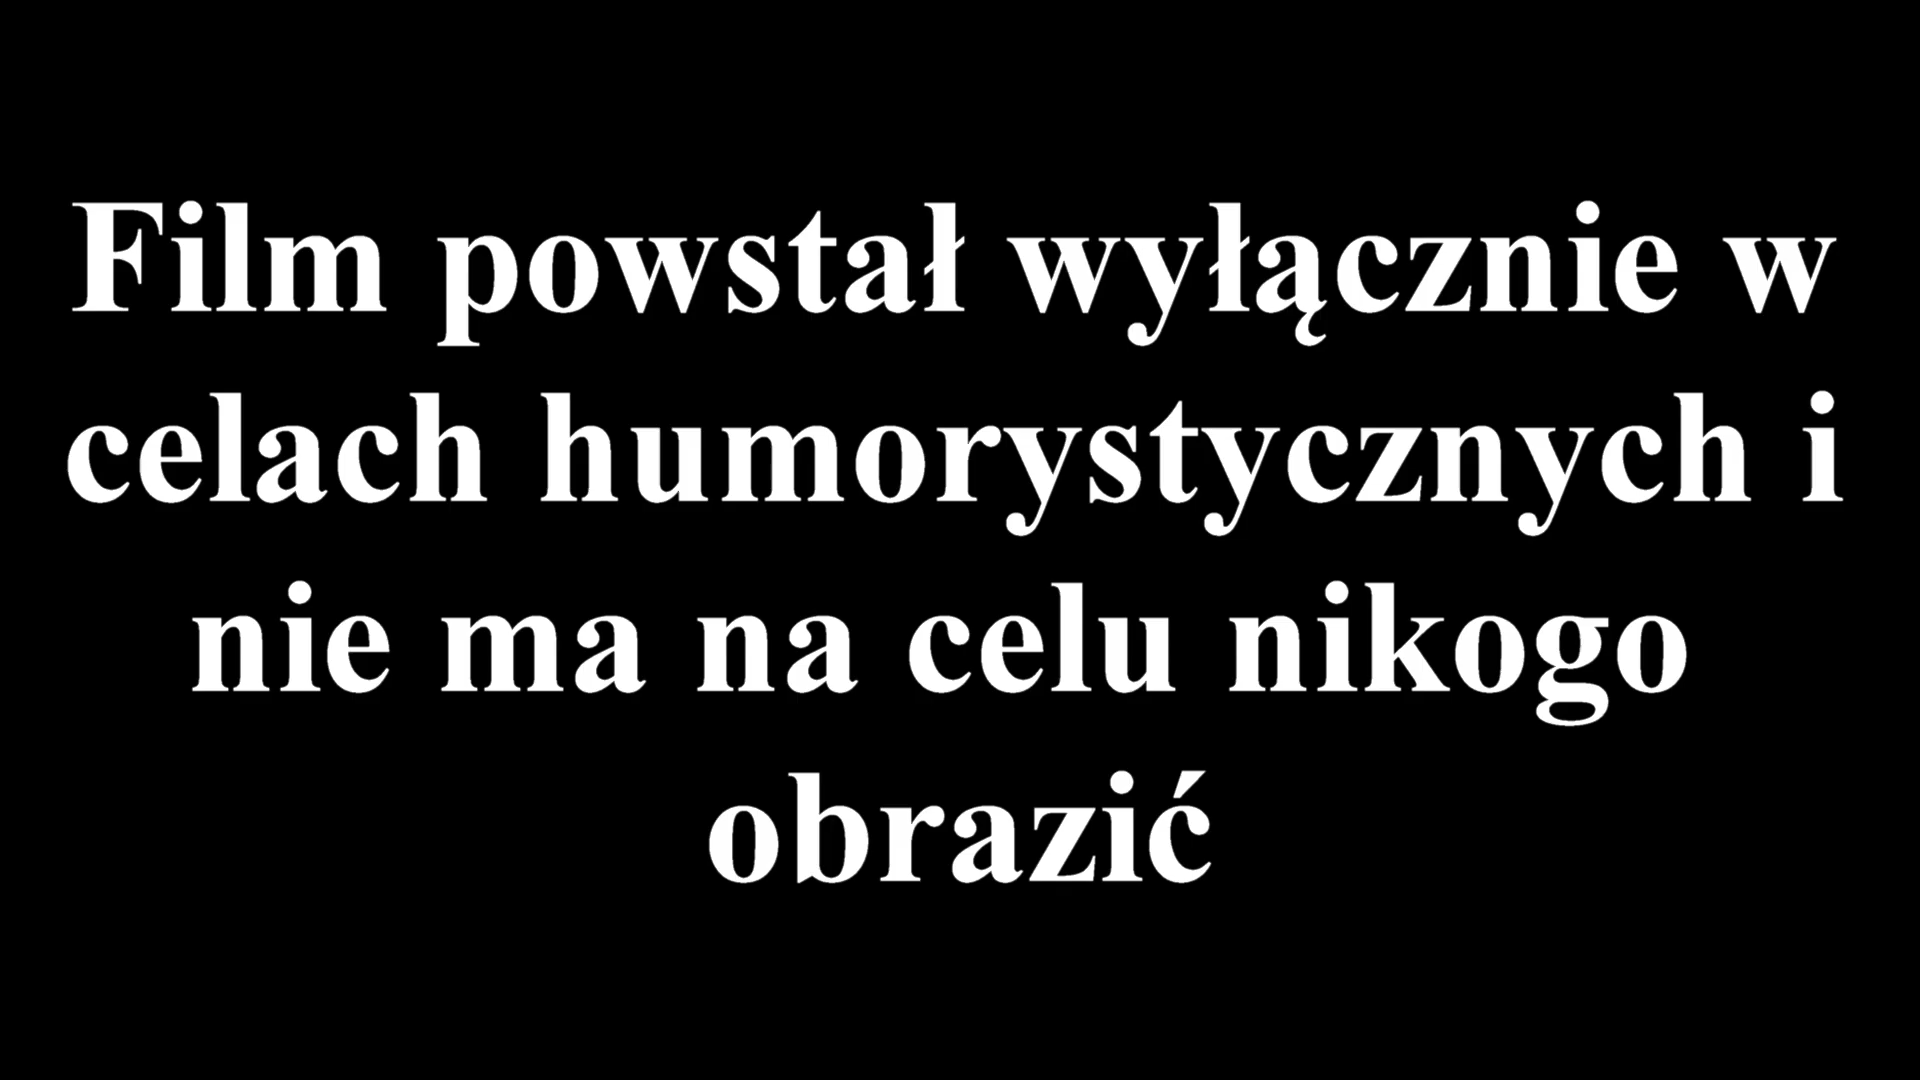 Film powstał wyłącznie w
celach humorystycznych i
nie ma na celu nikogo
obrazić